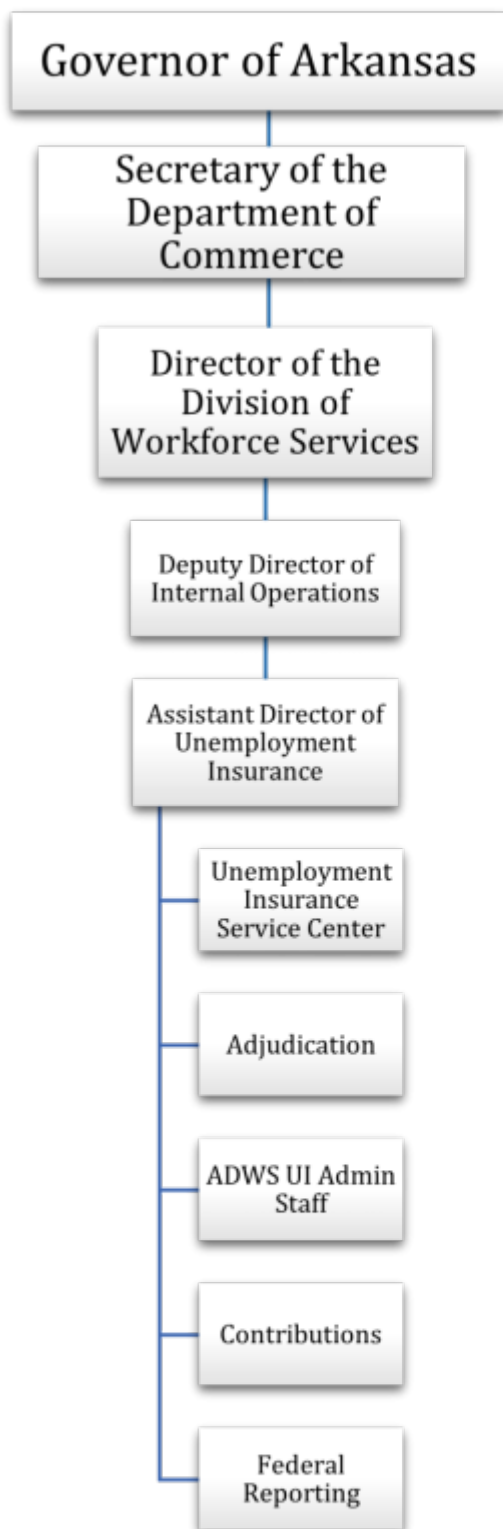 Governor of Arkansas
Secretary of the
Department of
Commerce
Director of the
Division of
Workforce Services
Deputy Director of
Internal Operations
Assistant Director of
Unemployment
Insurance
Unemployment
Insurance
Service Center
Adjudication
ADWS UI Admin
Staff
Contributions
Federal
Reporting